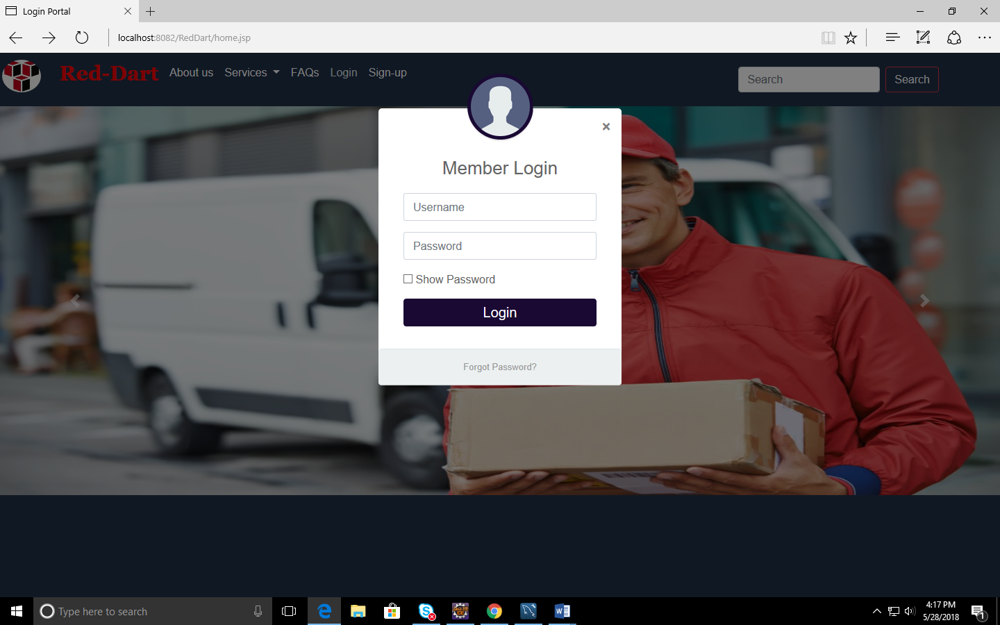 Login Portal
localhost:8082/RedDart/home.jsp
Red-Dart
About us
Services
FAQs
Login
Sign-up
Search
Search
Member Login
Username
Password
Show Password
Login
Forgot Password?
Type here to search
4:17 PM
5/28/2018
1